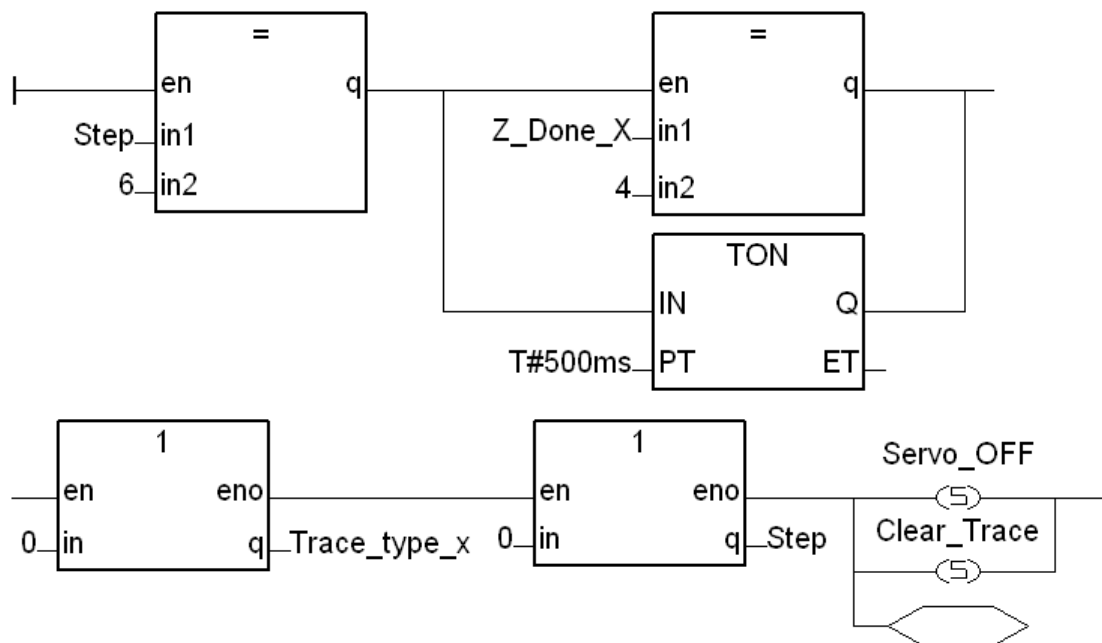 = =
en q en q
Step in1 Z_Done_X in1
6 in2 4 in2
TON
IN Q
T#500ms PT ET
1 1
Servo_OFF
en eno en eno
S
Clear_Trace
0 in q Trace_type_x 0 in q Step
S